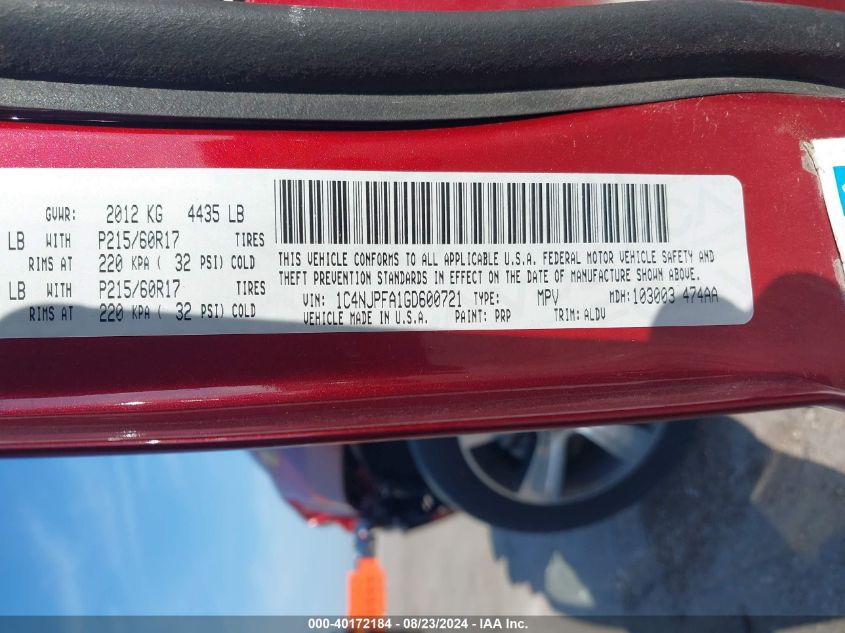 GVWR: 2012 KG 4435 LB
LB WITH P215/60R17 TIRES
RIMS AT 220 KPA ( 32 PSI) COLD
LB WITH P215/60R17 TIRES
RIMS AT 220 KPA ( 32 PSI) COLD
THIS VEHICLE CONFORMS TO ALL APPLICABLE U.S.A. FEDERAL MOTOR VEHICLE SAFETY AND
THEFT PREVENTION STANDARDS IN EFFECT ON THE DATE OF MANUFACTURE SHOWN ABOVE.
VIN: 1C4NJPFA1GD600721 TYPE: MPV MDH: 103003 474AA
VEHICLE MADE IN U.S.A. PAINT: PRP TRIM: ALDV
000-40172184 - 08/23/2024 - IAA Inc.